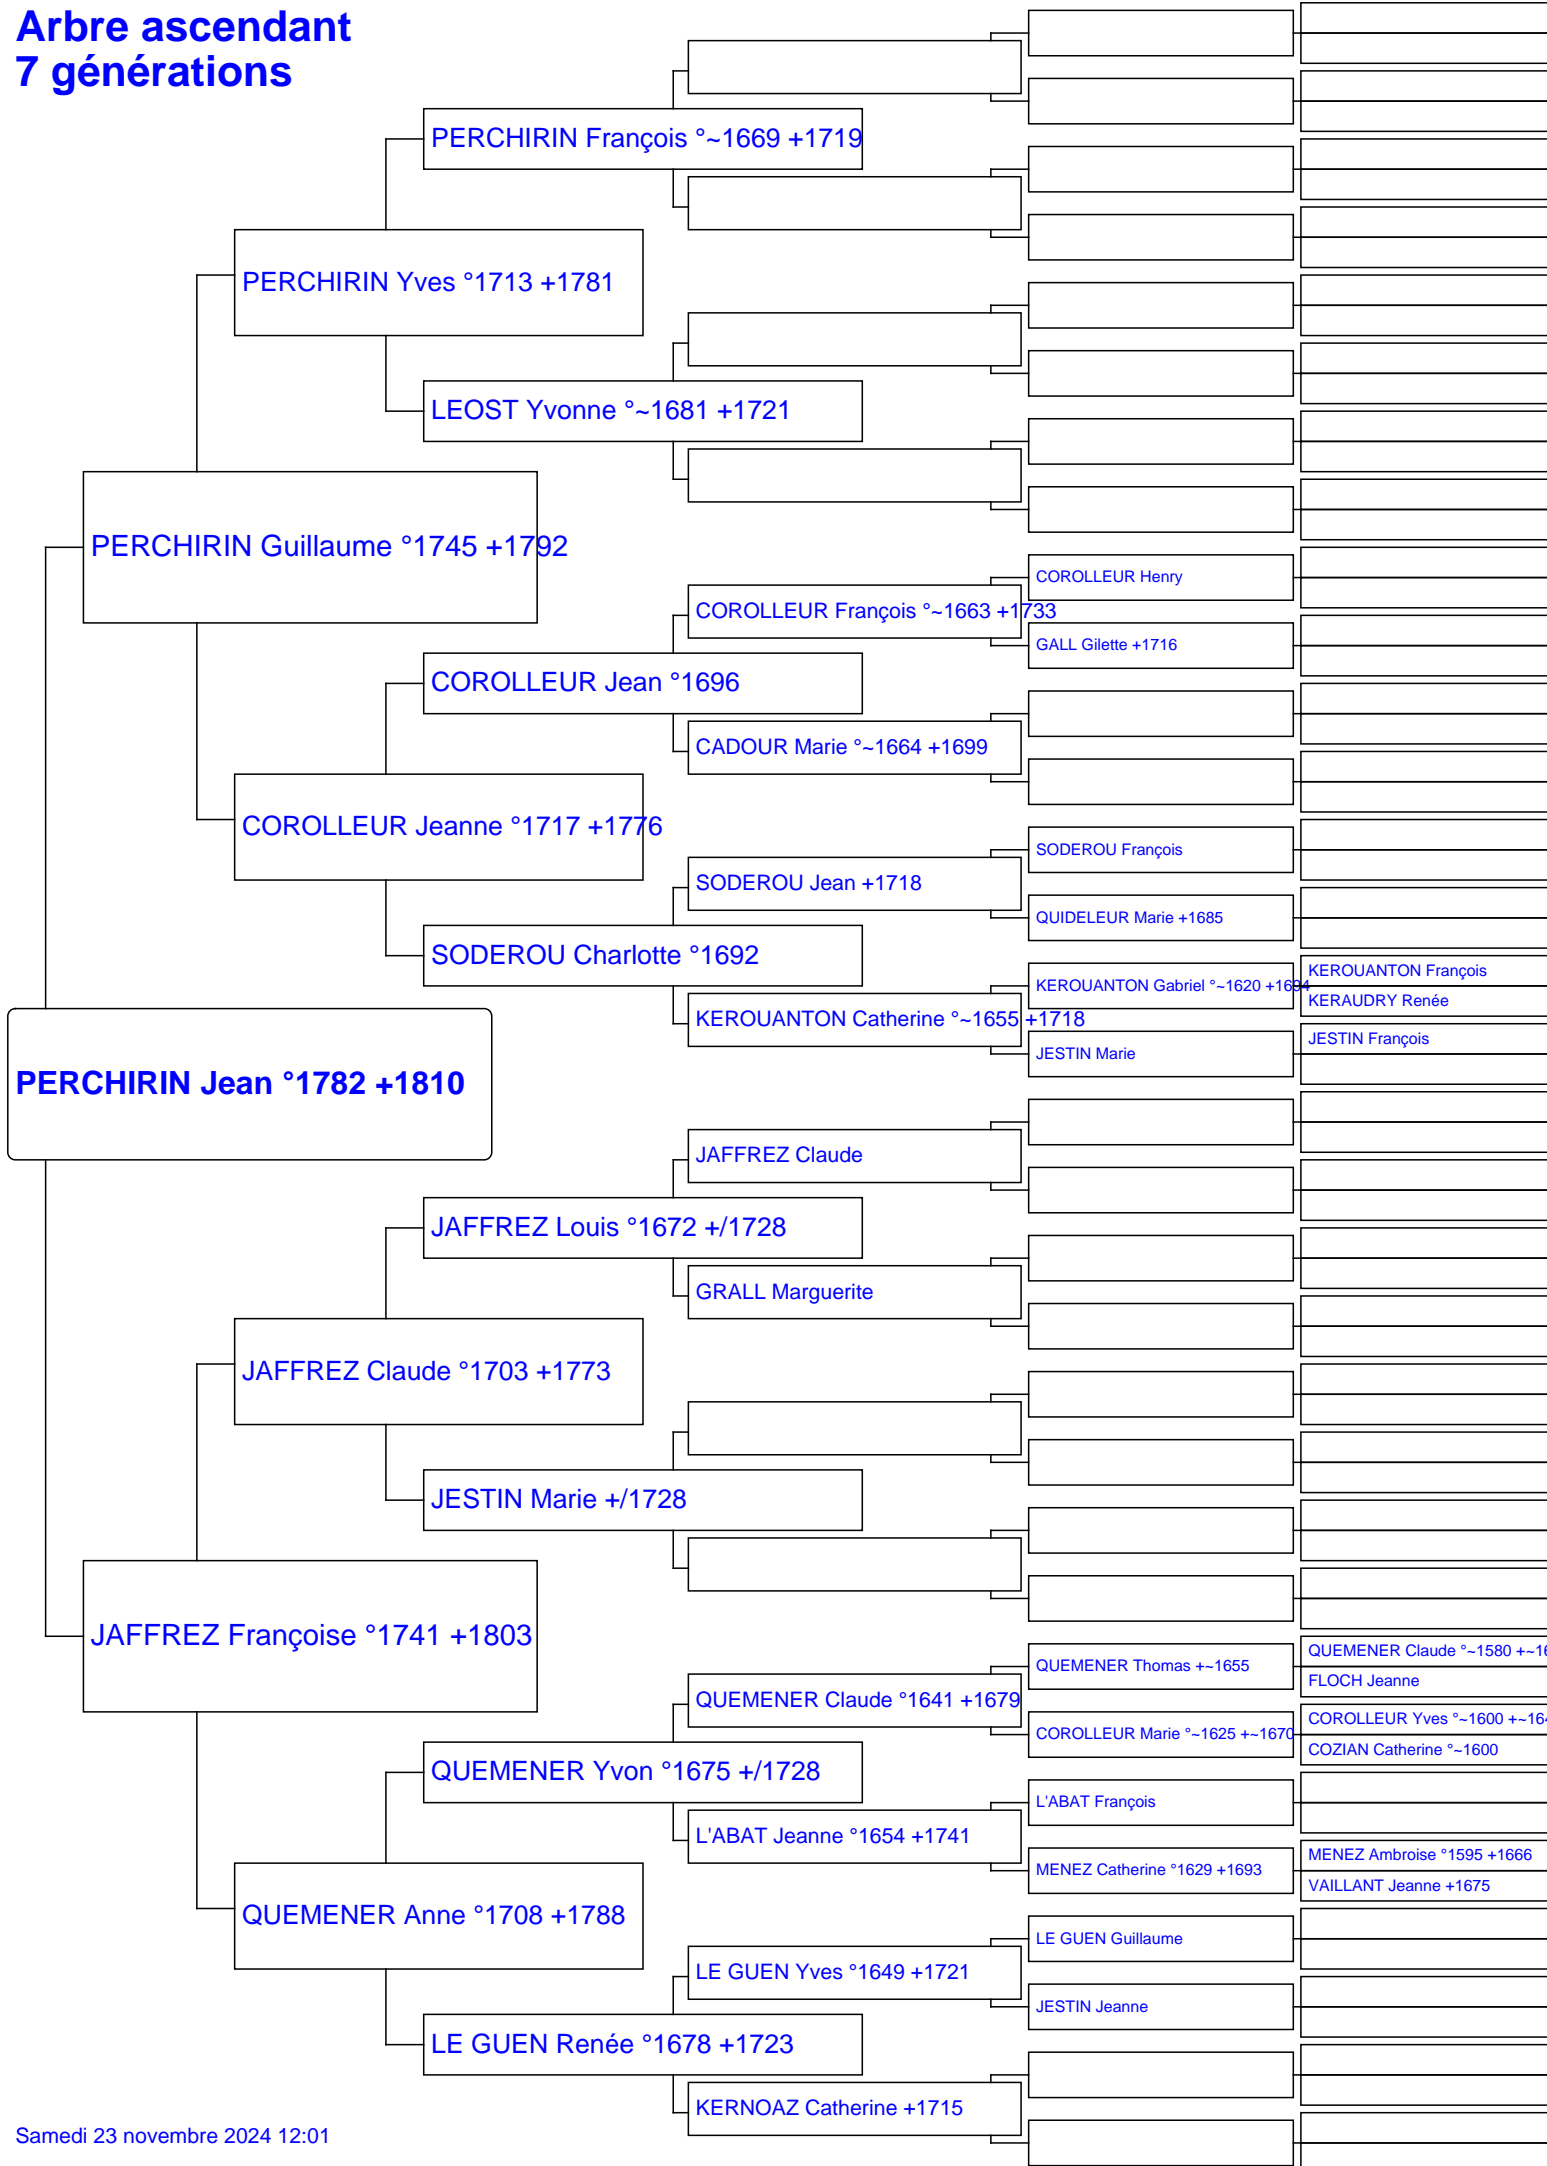 Arbre ascendant
7 générations
PERCHIRIN François °~1669 +1719
PERCHIRIN Yves °1713 +1781
LEOST Yvonne °~1681 +1721
PERCHIRIN Guillaume °1745 +1792
COROLLEUR Henry
COROLLEUR François °~1663 +1733
GALL Gilette +1716
COROLLEUR Jean °1696
CADOUR Marie °~1664 +1699
COROLLEUR Jeanne °1717 +1776
SODEROU François
SODEROU Jean +1718
QUIDELEUR Marie +1685
SODEROU Charlotte °1692
KEROUANTON François
KEROUANTON Gabriel °~1620 +1694
KERAUDRY Renée
KEROUANTON Catherine °~1655 +1718
JESTIN François
JESTIN Marie
PERCHIRIN Jean °1782 +1810
JAFFREZ Claude
JAFFREZ Louis °1672 +/1728
GRALL Marguerite
JAFFREZ Claude °1703 +1773
JESTIN Marie +/1728
JAFFREZ Françoise °1741 +1803
QUEMENER Claude °~1580 +~16
QUEMENER Thomas +~1655
FLOCH Jeanne
QUEMENER Claude °1641 +1679
COROLLEUR Yves °~1600 +~164
COROLLEUR Marie °~1625 +~1670
COZIAN Catherine °~1600
QUEMENER Yvon °1675 +/1728
L'ABAT François
L'ABAT Jeanne °1654 +1741
MENEZ Ambroise °1595 +1666
MENEZ Catherine °1629 +1693
VAILLANT Jeanne +1675
QUEMENER Anne °1708 +1788
LE GUEN Guillaume
LE GUEN Yves °1649 +1721
JESTIN Jeanne
LE GUEN Renée °1678 +1723
KERNOAZ Catherine +1715
Samedi 23 novembre 2024 12:01